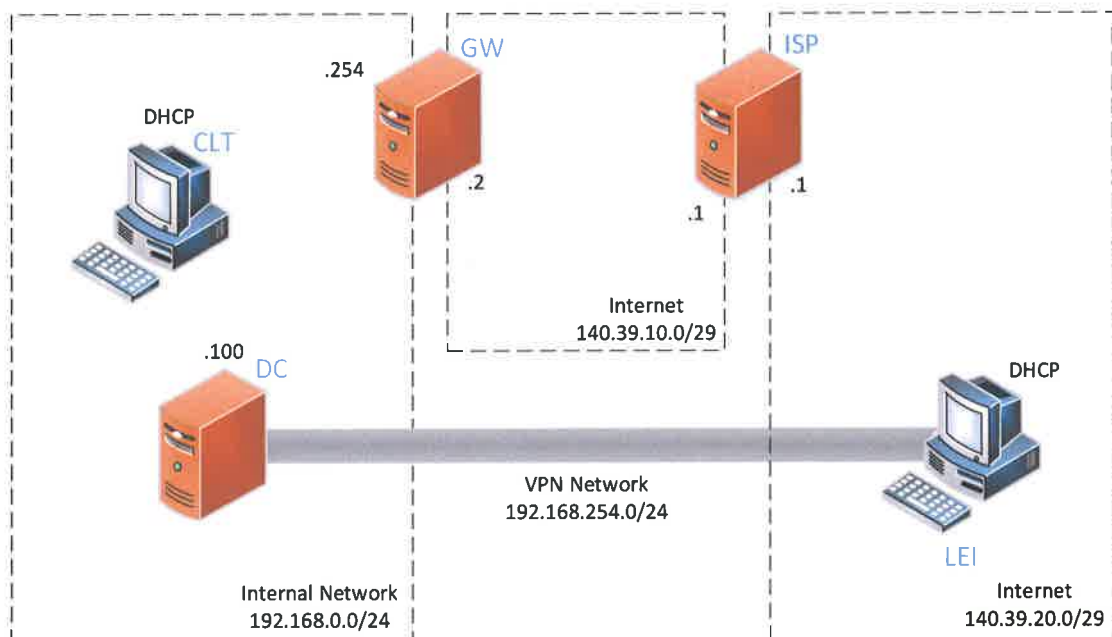 GW
ISP
.254
DHCP
CLT
.2
.1
.1
Internet
140.39.10.0/29
.100
DC
DHCP
VPN Network
192.168.254.0/24
LEI
Internal Network
192.168.0.0/24
Internet
140.39.20.0/29